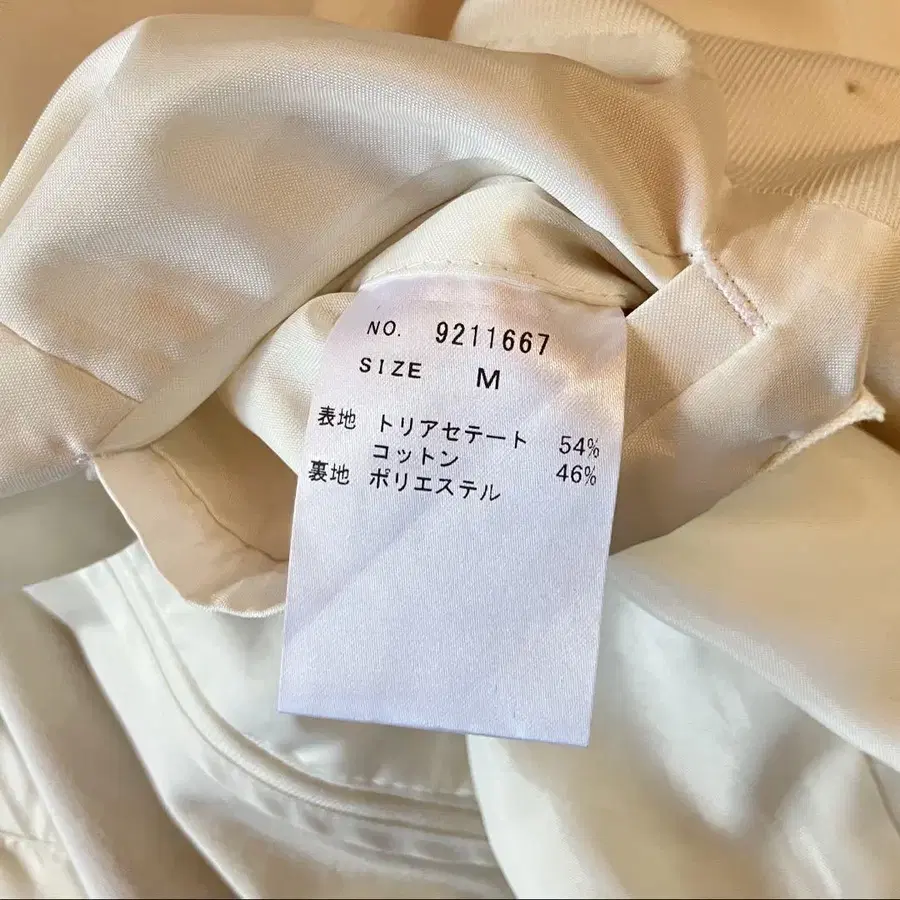 NO. 9211667
SIZE M
表地 トリアセテート 54%
コットン 46%
裏地 ポリエステル